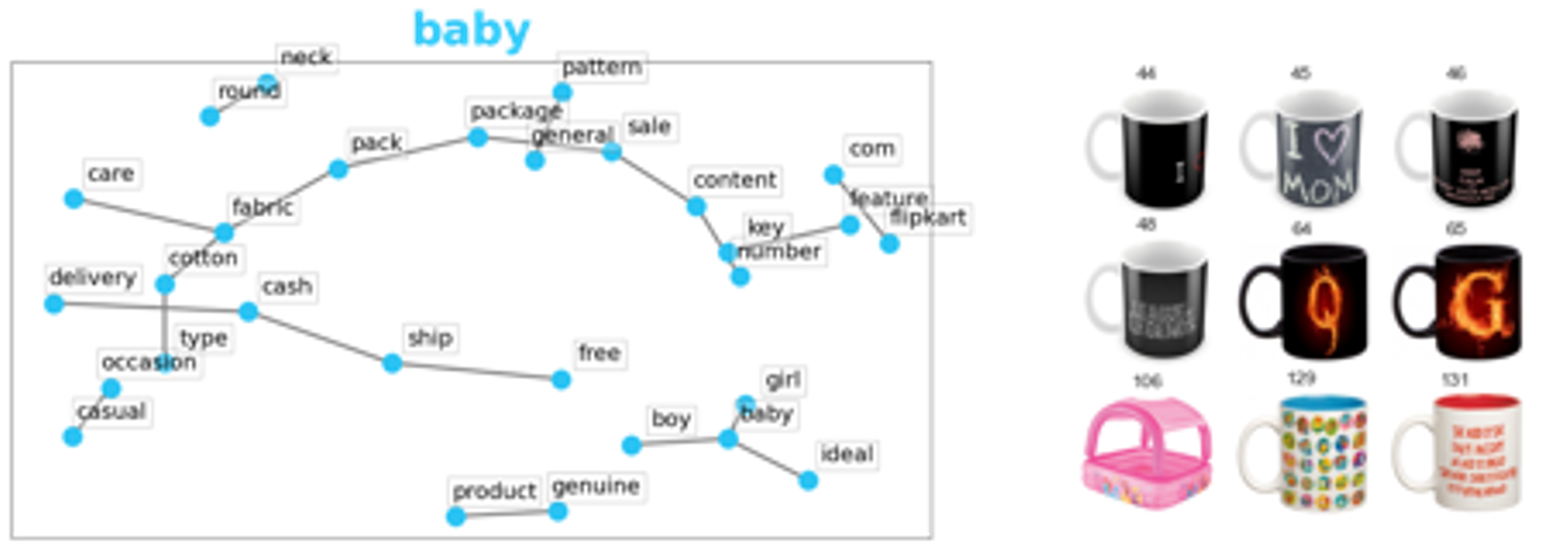 baby
neck
round
pattern
package
general
sale
pack
com
care
content
feature
fabric
flipkart
key
number
cotton
delivery
cash
type
ship
occasion
free
girl
casual
boy
baby
ideal
product
genuine
44
45
46
I
I
MOM
48
64
65
Q
G
106
129
131